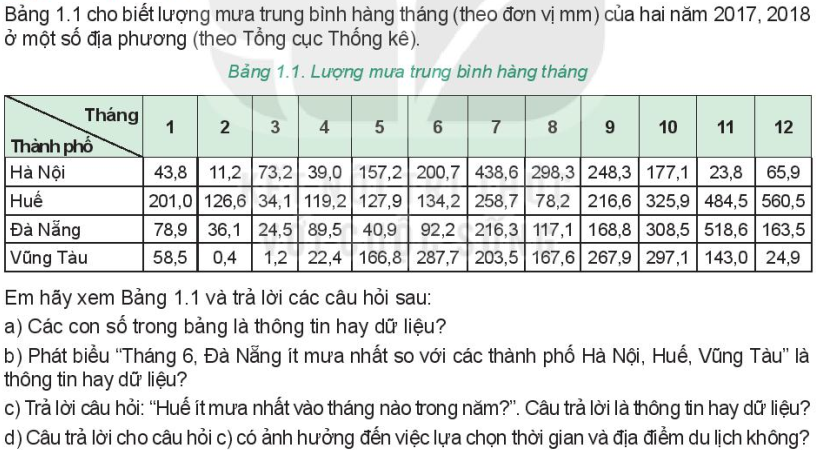 Bảng 1.1 cho biết lượng mưa trung bình hàng tháng (theo đơn vị mm) của hai năm 2017, 2018
ở một số địa phương (theo Tổng cục Thống kê).
Bảng 1.1. Lượng mưa trung bình hàng tháng
Tháng
Thành phố
1 2 3 4 5 6 7 8 9 10 11 12
Hà Nội 43,8 11,2 73,2 39,0 157,2 200,7 438,6 298,3 248,3 177,1 23,8 65,9
Huế 201,0 126,6 34,1 119,2 127,9 134,2 258,7 78,2 216,6 325,9 484,5 560,5
Đà Nẵng 78,9 36,1 24,5 89,5 40,9 92,2 216,3 117,1 168,8 308,5 518,6 163,5
Vũng Tàu 58,5 0,4 1,2 22,4 166,8 287,7 203,5 167,6 267,9 297,1 143,0 24,9
KẾT NỐI TRI THỨC
VỚI CUỘC SỐNG
Em hãy xem Bảng 1.1 và trả lời các câu hỏi sau:
a) Các con số trong bảng là thông tin hay dữ liệu?
b) Phát biểu “Tháng 6, Đà Nẵng ít mưa nhất so với các thành phố Hà Nội, Huế, Vũng Tàu” là
thông tin hay dữ liệu?
c) Trả lời câu hỏi: “Huế ít mưa nhất vào tháng nào trong năm?”. Câu trả lời là thông tin hay dữ liệu?
d) Câu trả lời cho câu hỏi c) có ảnh hưởng đến việc lựa chọn thời gian và địa điểm du lịch không?